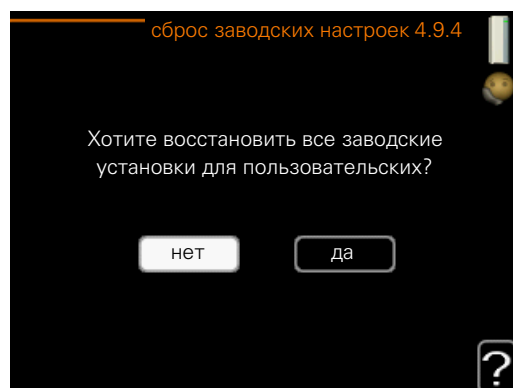 сброс заводских настроек 4.9.4
Хотите восстановить все заводские
установки для пользовательских?
нет
да
?